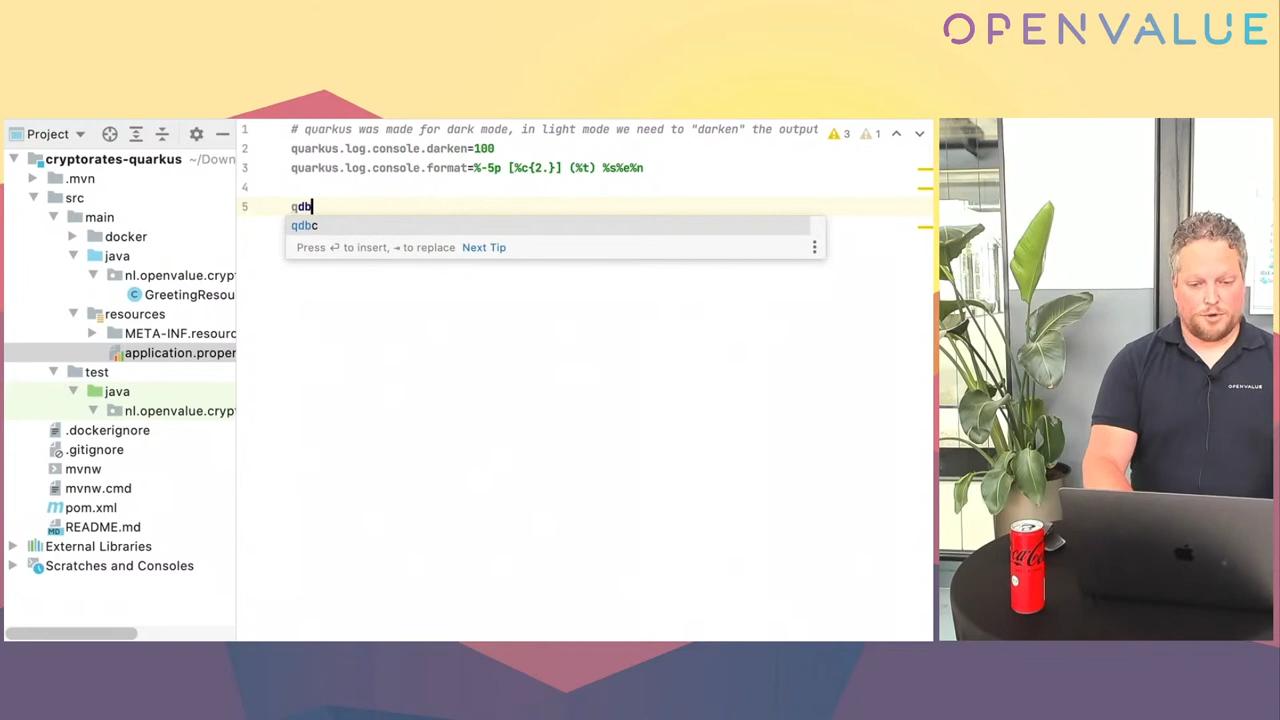 OPENVALUE
Project
cryptorates-quarkus ~/Down
.mvn
src
main
docker
java
nl.openvalue.crypt
GreetingResou
resources
META-INF.resourc
application.proper
test
java
nl.openvalue.crypt
.dockerignore
.gitignore
mvnw
mvnw.cmd
pom.xml
README.md
External Libraries
Scratches and Consoles
1 # quarkus was made for dark mode, in light mode we need to "darken" the output
2 quarkus.log.console.darken=100
3 quarkus.log.console.format=%-5p [%c{2.}] (%t) %s%e%n
4
5 qdb
qdbc
Press ⏎ to insert, ⇥ to replace Next Tip
3 1
OPENVALUE
Coca-Cola